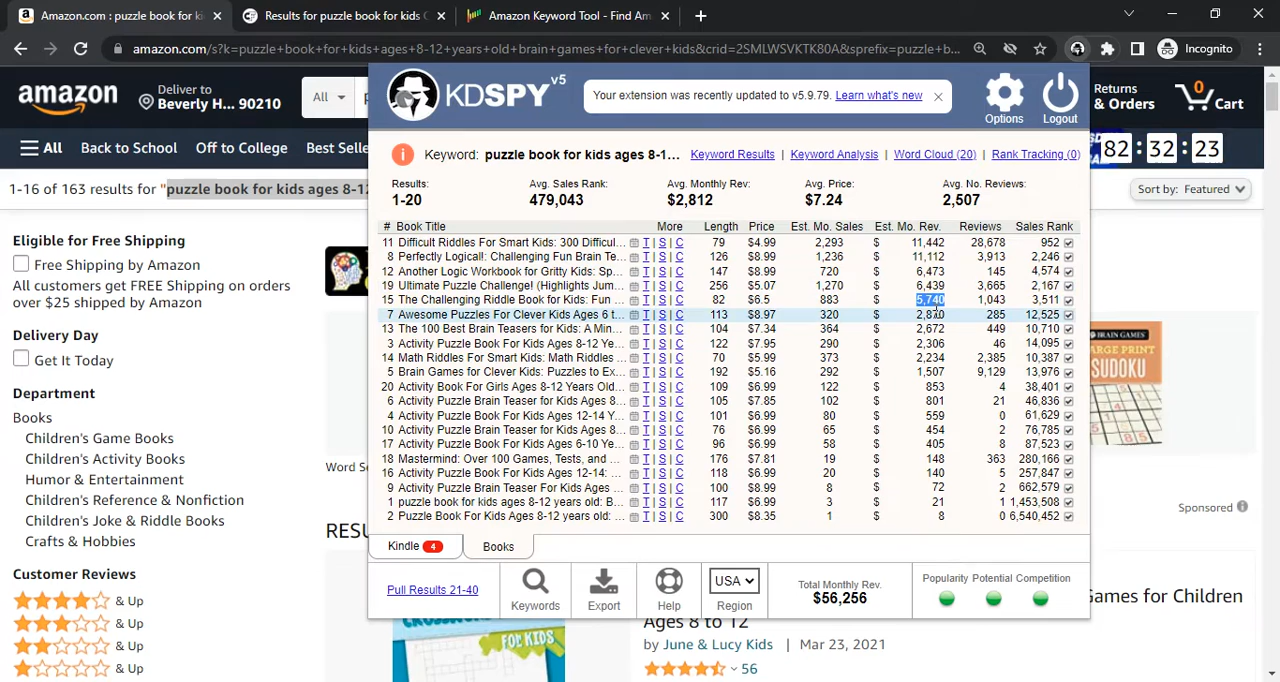 Amazon.com : puzzle book for ki
Results for puzzle book for kids
Amazon Keyword Tool - Find Am
amazon.com/s?k=puzzle+book+for+kids+ages+8-12+years+old+brain+games+for+clever+kids&crid=2SMLWSVKTK80A&sprefix=puzzle+b...
Incognito
amazon
Deliver to
Beverly H... 90210
All
Returns
& Orders
0
Cart
All
Back to School
Off to College
Best Selle
82 : 32 : 23
1-16 of 163 results for "puzzle book for kids ages 8-12
Sort by: Featured
KDSPY v5
Your extension was recently updated to v5.9.79. Learn what's new
Options
Logout
Keyword: puzzle book for kids ages 8-1...
Keyword Results | Keyword Analysis | Word Cloud (20) | Rank Tracking (0)
Results:
1-20
Avg. Sales Rank:
479,043
Avg. Monthly Rev:
$2,812
Avg. Price:
$7.24
Avg. No. Reviews:
2,507
# Book Title More Length Price Est. Mo. Sales Est. Mo. Rev. Reviews Sales Rank
11 Difficult Riddles For Smart Kids: 300 Difficul... T | S | C 79 $4.99 2,293 $ 11,442 28,678 952
8 Perfectly Logical!: Challenging Fun Brain Te... T | S | C 126 $8.99 1,236 $ 11,112 3,913 2,246
12 Another Logic Workbook for Gritty Kids: Sp... T | S | C 147 $8.99 720 $ 6,473 145 4,574
19 Ultimate Puzzle Challenge! (Highlights Jum... T | S | C 256 $5.07 1,270 $ 6,439 285 2,167
15 The Challenging Riddle Book for Kids: Fun ... T | S | C 82 $6.5 883 $ 5,740 1,043 3,511
7 Awesome Puzzles For Clever Kids Ages 6 t... T | S | C 113 $8.97 320 $ 285 12,525
13 The 100 Best Brain Teasers for Kids: A Min... T | S | C 104 $7.34 364 $ 2,672 449 10,710
3 Activity Puzzle Book For Kids Ages 8-12 Ye... T | S | C 122 $7.95 290 $ 2,306 46 14,095
14 Math Riddles For Smart Kids: Math Riddles ... T | S | C 70 $5.99 373 $ 2,234 2,385 10,387
5 Brain Games for Clever Kids: Puzzles to Ex... T | S | C 192 $5.16 292 $ 1,507 9,129 13,976
20 Activity Book For Girls Ages 8-12 Years Old... T | S | C 109 $6.99 122 $ 853 4 38,401
6 Activity Puzzle Brain Teaser for Kids Ages 8... T | S | C 105 $7.85 102 $ 801 21 46,836
4 Activity Puzzle Book For Kids Ages 12-14 Y... T | S | C 101 $6.99 80 $ 559 0 61,629
10 Activity Puzzle Brain Teaser for Kids Ages 8... T | S | C 76 $6.99 65 $ 454 2 76,785
17 Activity Puzzle Book For Kids Ages 6-10 Ye... T | S | C 96 $6.99 58 $ 405 8 87,523
18 Mastermind: Over 100 Games, Tests, and ... T | S | C 176 $7.81 19 $ 148 363 280,166
16 Activity Puzzle Book For Kids Ages 12-14: ... T | S | C 118 $6.99 20 $ 140 5 257,847
9 Activity Puzzle Brain Teaser For Kids Ages ... T | S | C 100 $8.99 8 $ 72 2 662,579
1 puzzle book for kids ages 8-12 years old: B... T | S | C 117 $6.99 3 $ 21 1 1,453,508
2 Puzzle Book For Kids Ages 8-12 years old: ... T | S | C 300 $8.35 1 $ 8 0 6,540,452
Kindle 4
Books
Pull Results 21-40
Keywords
Export
Help
USA
Region
Total Monthly Rev.
$56,256
Popularity Potential Competition
Eligible for Free Shipping
Free Shipping by Amazon
All customers get FREE Shipping on orders
over $25 shipped by Amazon
Delivery Day
Get It Today
Department
Books
Children's Game Books
Children's Activity Books
Humor & Entertainment
Children's Reference & Nonfiction
Children's Joke & Riddle Books
Crafts & Hobbies
Customer Reviews
& Up
& Up
& Up
& Up
Word Se
RESU
BRAIN GAMES
LARGE PRINT
SUDOKU
Sponsored
CROSSWORD
FOR KIDS
Games for Children
Ages 8 to 12
by June & Lucy Kids | Mar 23, 2021
56